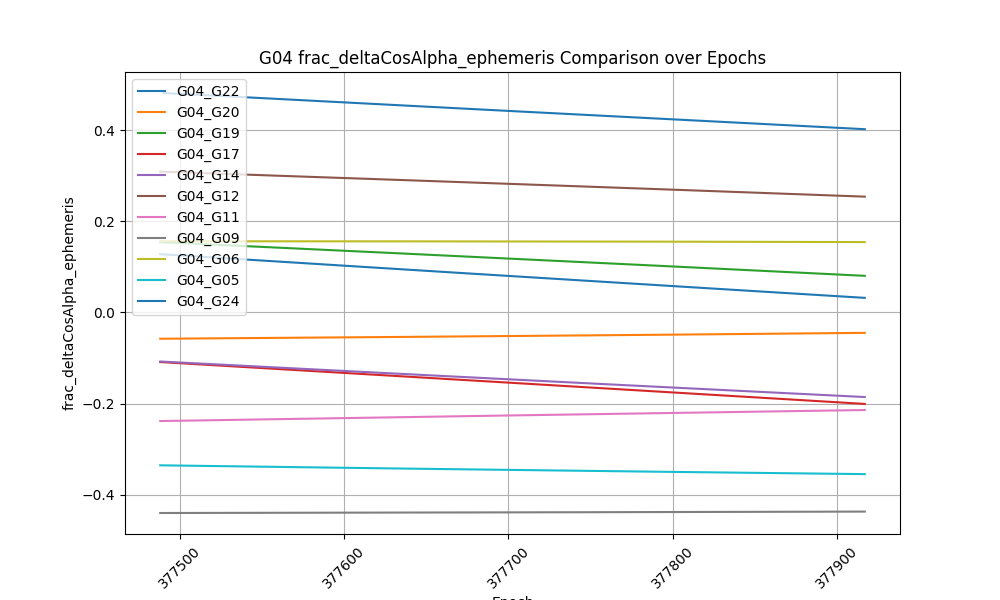 G04 frac_deltaCosAlpha_ephemeris Comparison over Epochs
frac_deltaCosAlpha_ephemeris
0.4
0.2
0.0
−0.2
−0.4
G04_G22
G04_G20
G04_G19
G04_G17
G04_G14
G04_G12
G04_G11
G04_G09
G04_G06
G04_G05
G04_G24
377500
377600
377700
377800
377900
Epoch